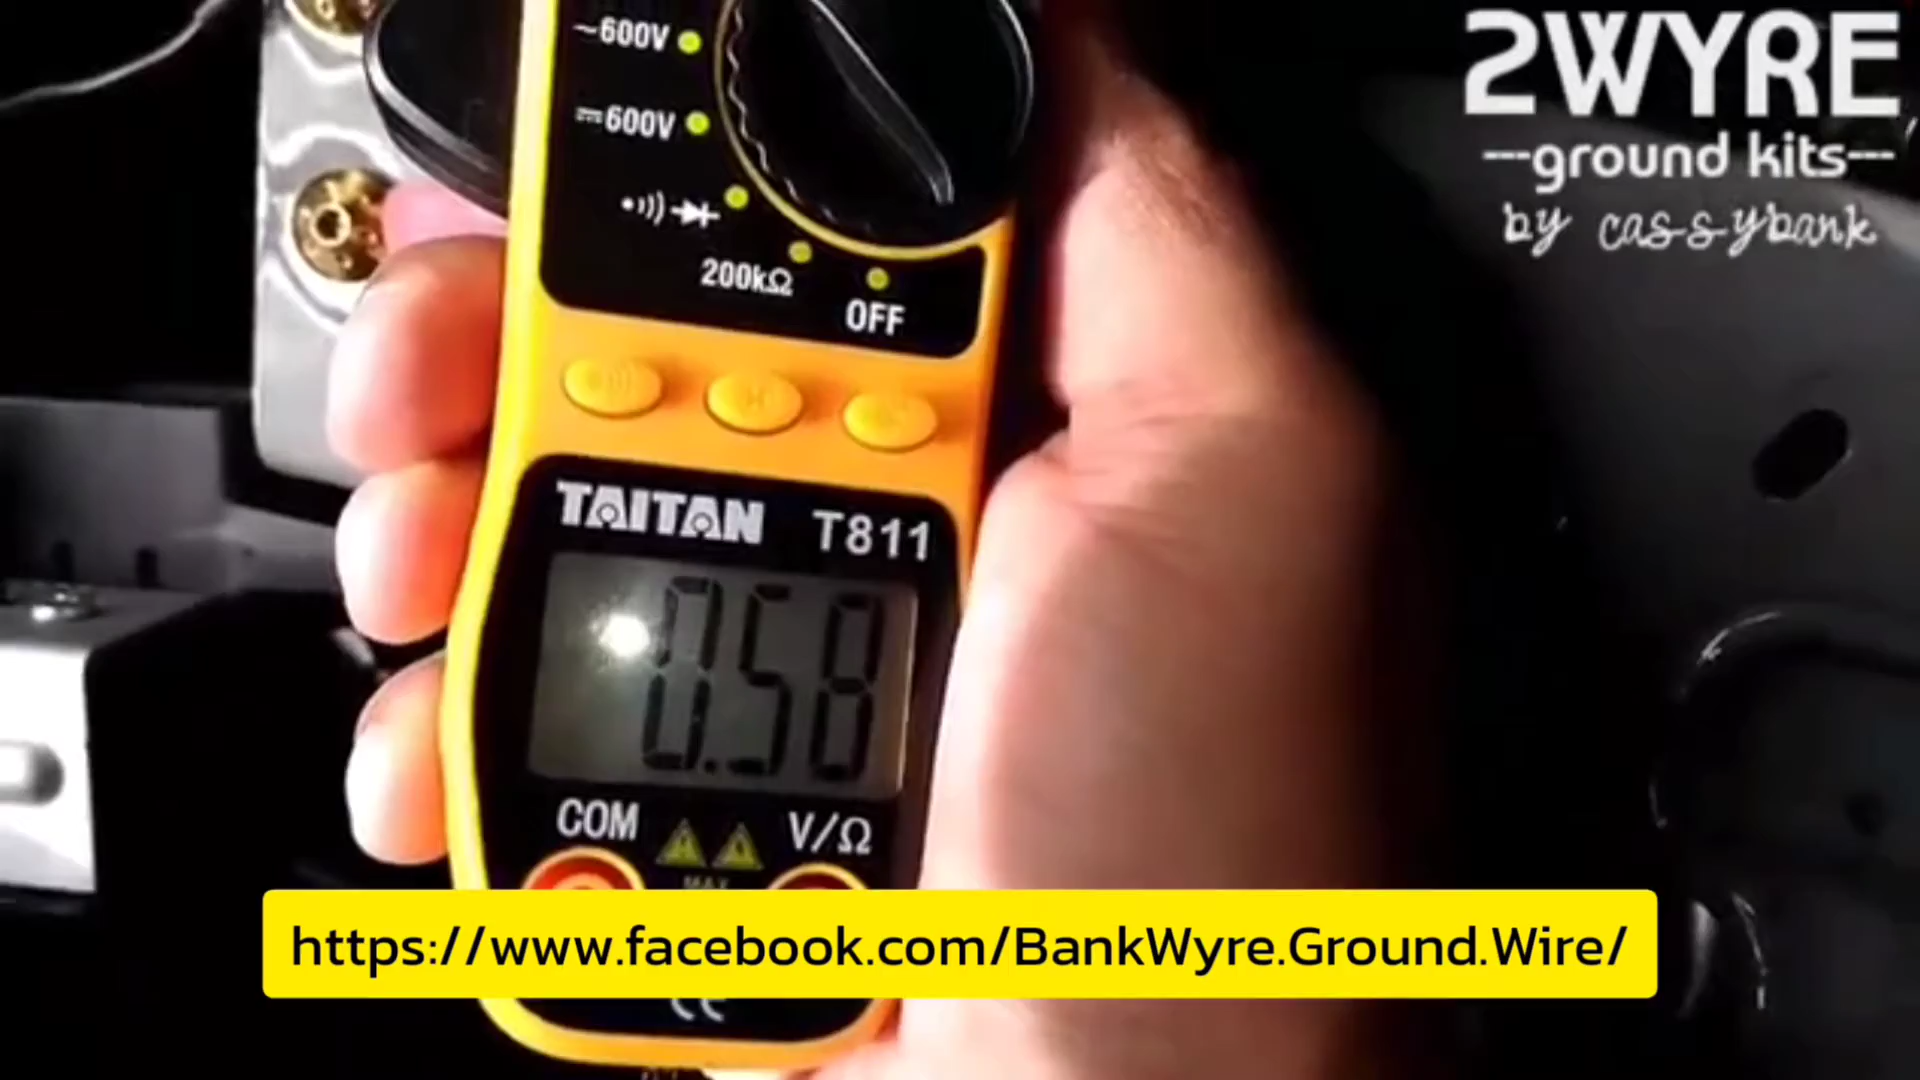 ~600V
2WYRE
⎓600V
---ground kits---
by cassybank
200kΩ
OFF
TAITAN T811
0.58
COM
V/Ω
https://www.facebook.com/BankWyre.Ground.Wire/
CE